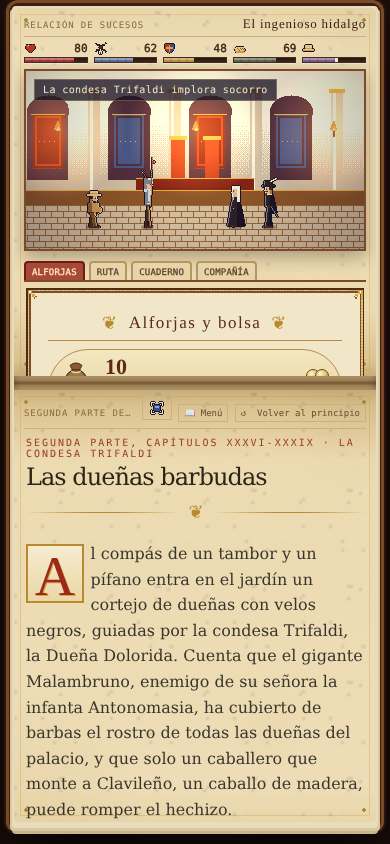 RELACIÓN DE SUCESOS
El ingenioso hidalgo
80 62 48 69
La condesa Trifaldi implora socorro
ALFORJAS RUTA CUADERNO COMPAÑÍA
Alforjas y bolsa
10
SEGUNDA PARTE DE…
Menú
↺ Volver al principio
SEGUNDA PARTE, CAPÍTULOS XXXVI-XXXIX · LA
CONDESA TRIFALDI
Las dueñas barbudas
Al compás de un tambor y un
pífano entra en el jardín un
cortejo de dueñas con velos
negros, guiadas por la condesa Trifaldi,
la Dueña Dolorida. Cuenta que el gigante
Malambruno, enemigo de su señora la
infanta Antonomasia, ha cubierto de
barbas el rostro de todas las dueñas del
palacio, y que solo un caballero que
monte a Clavileño, un caballo de madera,
puede romper el hechizo.